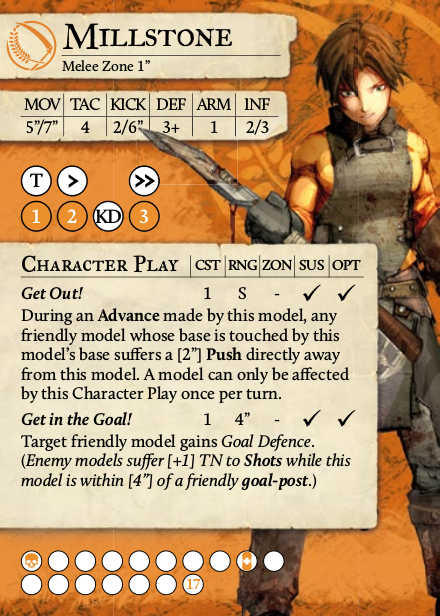 Millstone
Melee Zone 1”
MOV TAC KICK DEF ARM INF
5”/7” 4 2/6” 3+ 1 2/3
T > >>
1 2 KD 3
Character Play CST RNG ZON SUS OPT
Get Out! 1 S - ✓ ✓
During an Advance made by this model, any
friendly model whose base is touched by this
model’s base suffers a [2”] Push directly away
from this model. A model can only be affected
by this Character Play once per turn.
Get in the Goal! 1 4” - ✓ ✓
Target friendly model gains Goal Defence.
(Enemy models suffer [+1] TN to Shots while this
model is within [4”] of a friendly goal-post.)
17